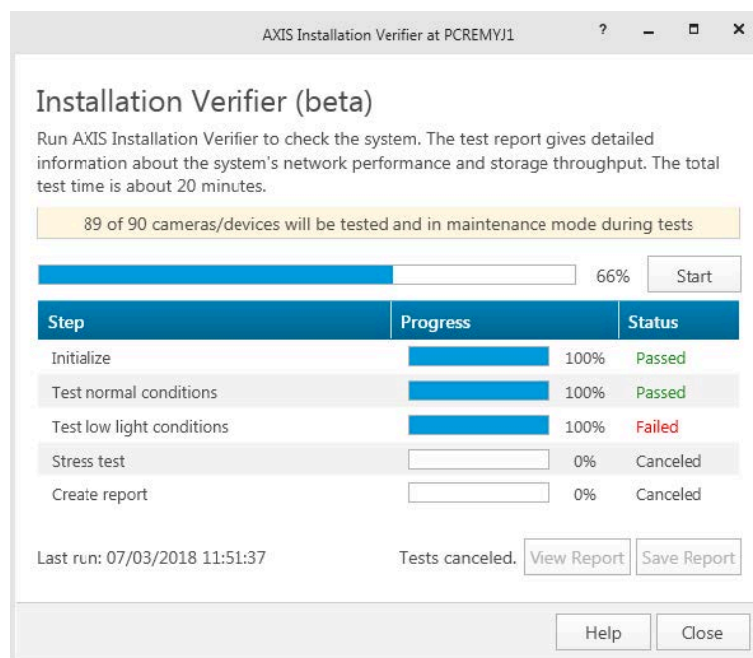 AXIS Installation Verifier at PCREMYJ1
Installation Verifier (beta)
Run AXIS Installation Verifier to check the system. The test report gives detailed
information about the system's network performance and storage throughput. The total
test time is about 20 minutes.
89 of 90 cameras/devices will be tested and in maintenance mode during tests
66% Start
Step Progress Status
Initialize 100% Passed
Test normal conditions 100% Passed
Test low light conditions 100% Failed
Stress test 0% Canceled
Create report 0% Canceled
Last run: 07/03/2018 11:51:37 Tests canceled. View Report Save Report
Help Close